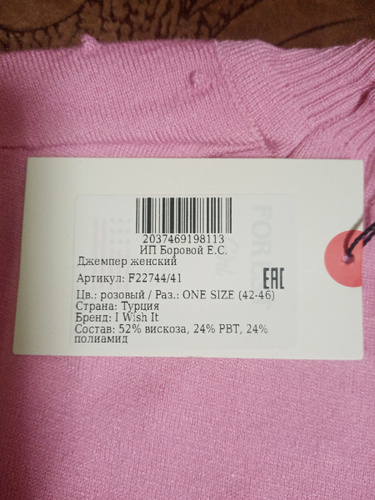 2037469198113
ИП Боровой Е.С.
Джемпер женский
Артикул: F22744/41
EAC
Цв.: розовый / Раз.: ONE SIZE (42-46)
Страна: Турция
Бренд: I Wish It
Состав: 52% вискоза, 24% PBT, 24%
полиамид